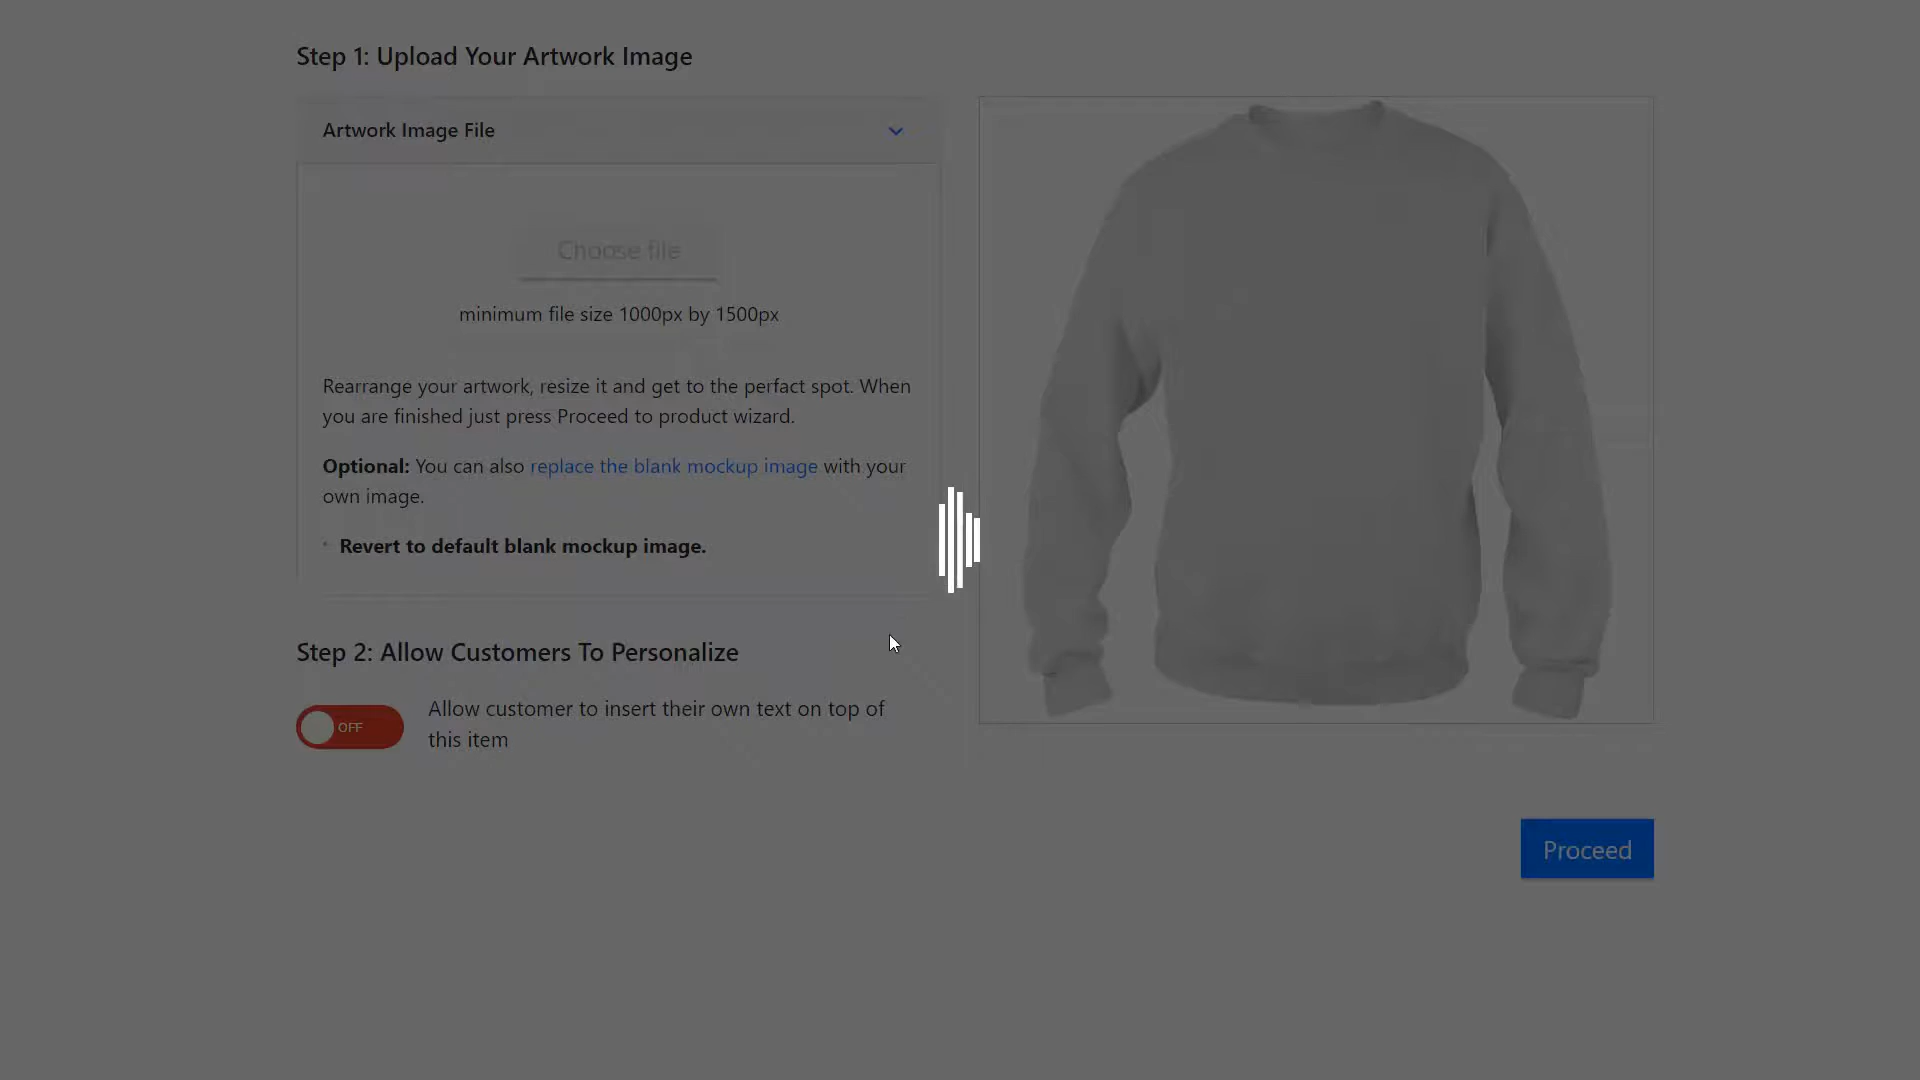 Step 1: Upload Your Artwork Image
Artwork Image File
Choose file
minimum file size 1000px by 1500px
Rearrange your artwork, resize it and get to the perfact spot. When
you are finished just press Proceed to product wizard.
Optional: You can also replace the blank mockup image with your
own image.
Revert to default blank mockup image.
Step 2: Allow Customers To Personalize
OFF
Allow customer to insert their own text on top of
this item
Proceed